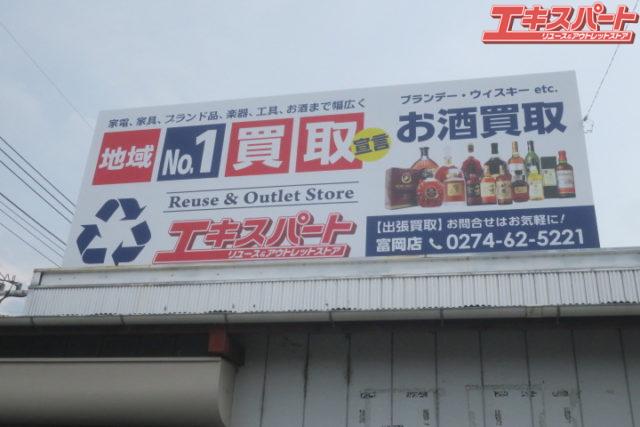 エキスパート
リユース&アウトレットストア
家電、家具、ブランド品、楽器、工具、お酒まで幅広く
地域 No.1 買取 宣言
Reuse & Outlet Store
エキスパート
リユース&アウトレットストア
ブランデー・ウィスキー etc.
お酒買取
【出張買取】お問合せはお気軽に!
富岡店 0274-62-5221